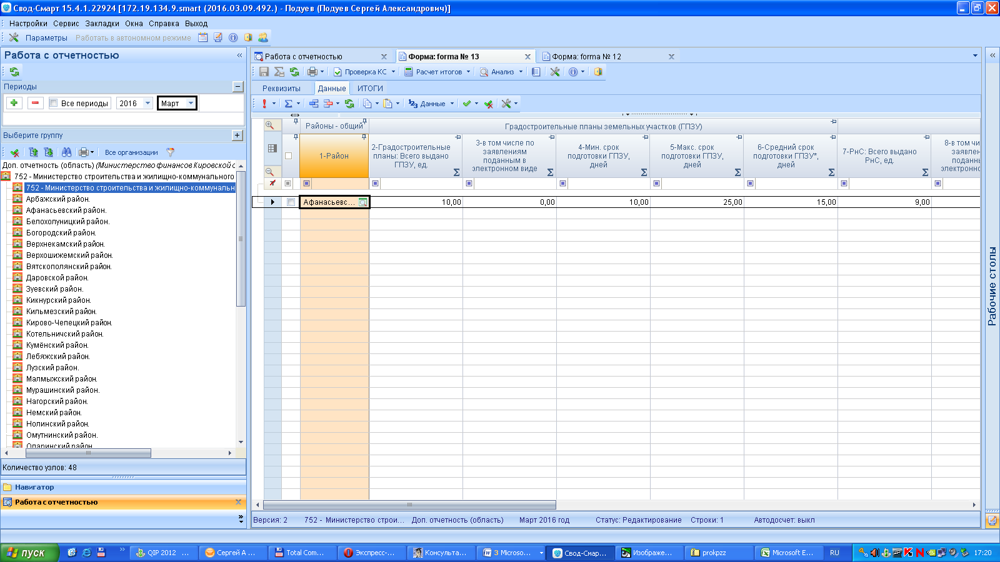 Свод-Смарт 15.4.1.22924 [172.19.134.9.smart (2016.03.09.492.) - Подуев (Подуев Сергей Александрович)]
Настройки Сервис Закладки Окна Справка Выход
Параметры Работать в автономном режиме
Работа с отчетностью
Работа с отчетностью Форма: forma № 13 Форма: forma № 12
Проверка КС Расчет итогов Анализ
Периоды
Реквизиты Данные ИТОГИ
Все периоды 2016 Март
Данные
Выберите группу
Все организации
Районы - общий Градостроительные планы земельных участков (ГПЗУ)
1-Район
2-Градостроительные планы: Всего выдано ГПЗУ, ед.
3-в том числе по заявлениям поданным в электронном виде
4-Мин. срок подготовки ГПЗУ, дней
5-Макс. срок подготовки ГПЗУ, дней
6-Средний срок подготовки ГПЗУ*, дней
7-РнС: Всего выдано РнС, ед.
8-в том чи
заявлен
поданны
электронно
Афанасьевс... 10,00 0,00 10,00 25,00 15,00 9,00
Доп. отчетность (область) (Министерство финансов Кировской о
752 - Министерство строительства и жилищно-коммунального
752 - Министерство строительства и жилищно-коммунальн
Арбажский район.
Афанасьевский район.
Белохолуницкий район.
Богородский район.
Верхнекамский район.
Верхошижемский район.
Вятскополянский район.
Даровской район.
Зуевский район.
Кикнурский район.
Кильмезский район.
Кирово-Чепецкий район.
Котельничский район.
Кумёнский район.
Лебяжский район.
Лузский район.
Малмыжский район.
Мурашинский район.
Нагорский район.
Немский район.
Нолинский район.
Омутнинский район.
Опаринский район.
Количество узлов: 48
Навигатор
Работа с отчетностью
Рабочие столы
Версия: 2 752 - Министерство строи... Доп. отчетность (область) Март 2016 год Статус: Редактирование Строки: 1 Автодосчет: выкл
пуск QIP 2012 ... Сергей А ... Total Com... Экспресс-... Консульта... 3 Microso... Свод-Смар... Изображе... prokpzz Microsoft E... RU 17:20